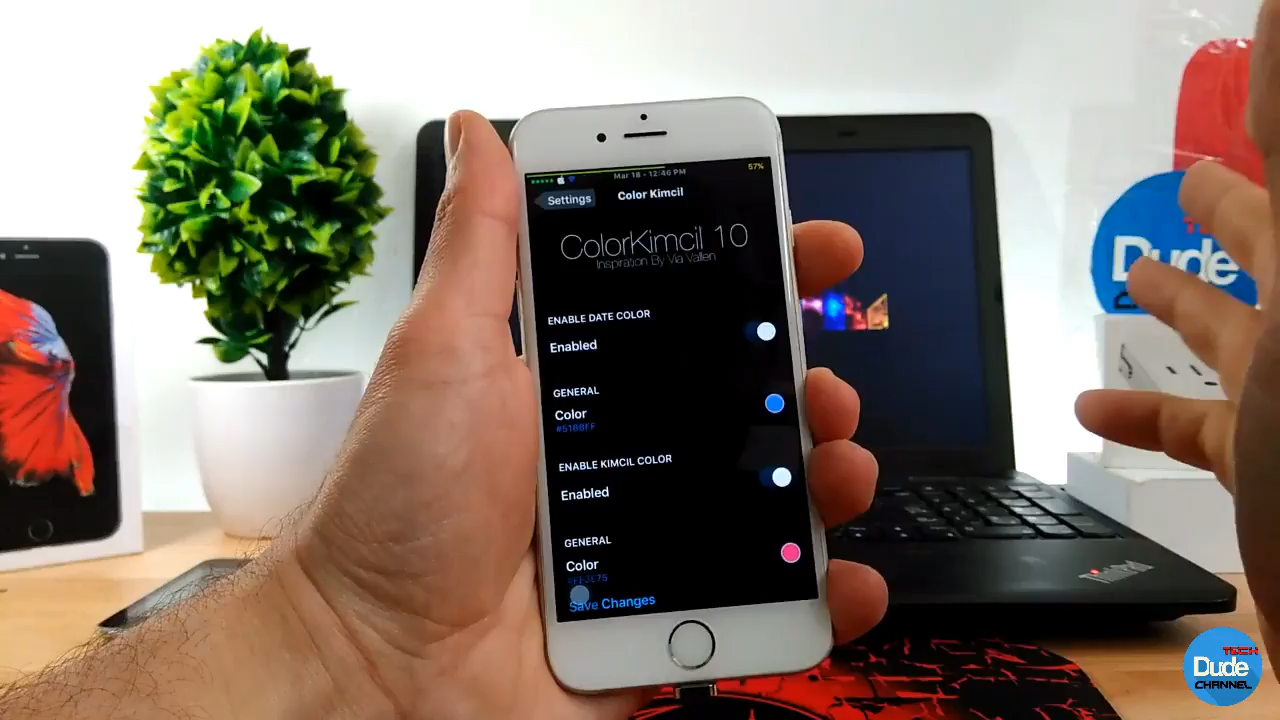 Mar 18 - 12:46 PM
57%
Settings
Color Kimcil
ColorKimcil 10
Inspiration By Via Vallen
ENABLE DATE COLOR
Enabled
GENERAL
Color
#5188FF
ENABLE KIMCIL COLOR
Enabled
GENERAL
Color
#FF3E75
Save Changes
Dude
ThinkPad
TECH
Dude
CHANNEL